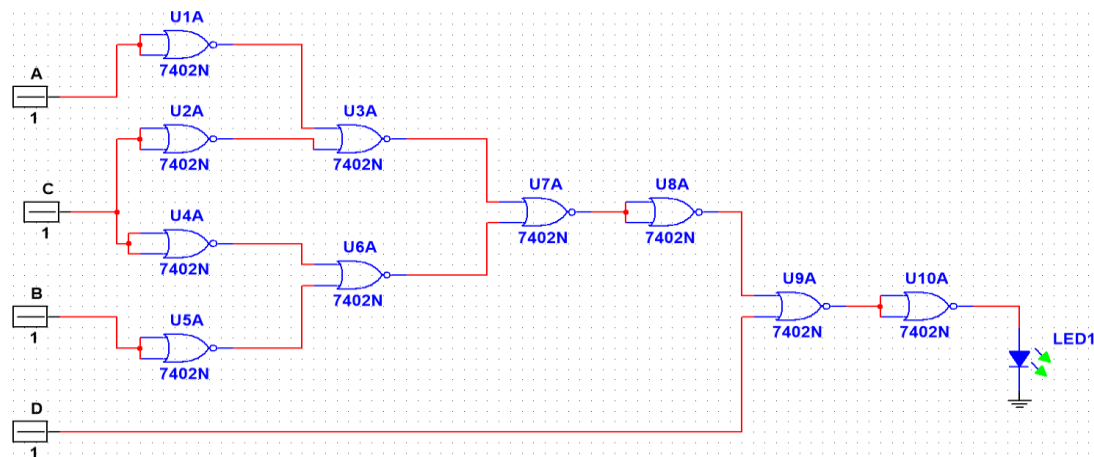 U1A
7402N
A
1
U2A
7402N
U3A
7402N
C
1
U4A
7402N
U6A
7402N
U7A
7402N
U8A
7402N
B
1
U5A
7402N
U9A
7402N
U10A
7402N
LED1
D
1